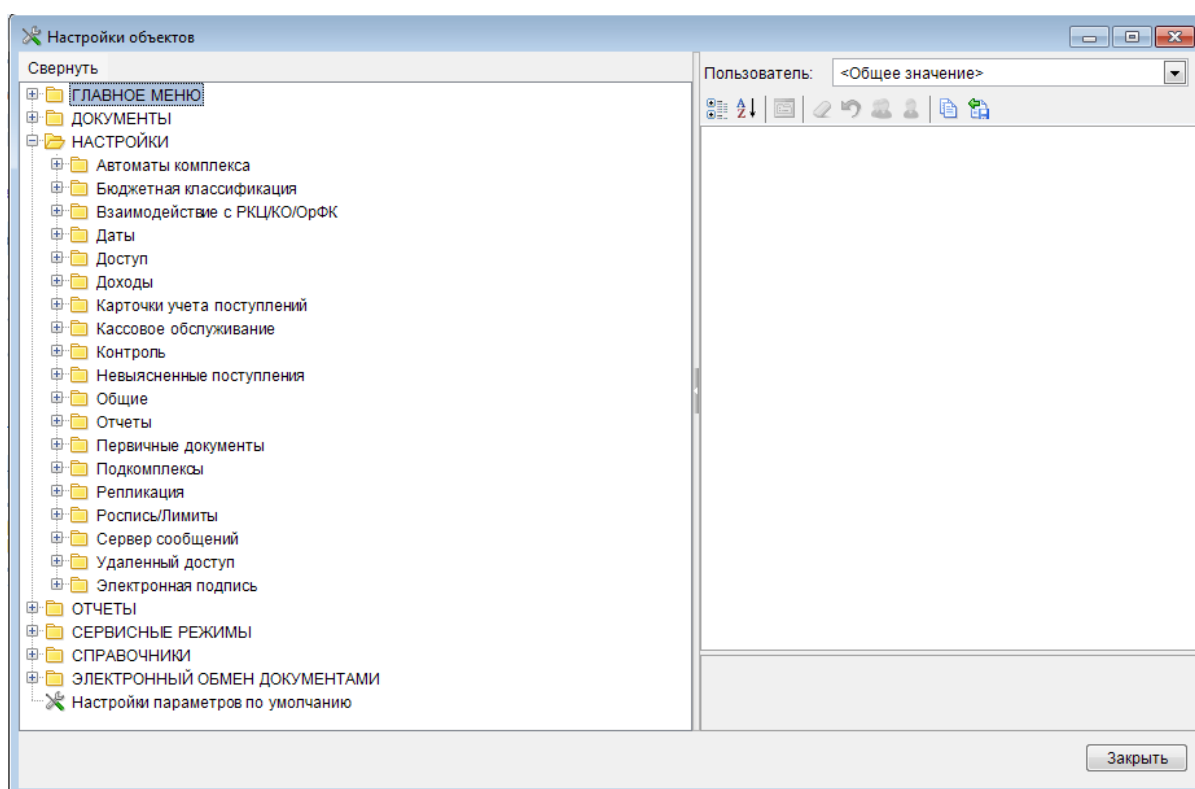 Настройки объектов
Свернуть
ГЛАВНОЕ МЕНЮ
ДОКУМЕНТЫ
НАСТРОЙКИ
Автоматы комплекса
Бюджетная классификация
Взаимодействие с РКЦ/КО/ОрФК
Даты
Доступ
Доходы
Карточки учета поступлений
Кассовое обслуживание
Контроль
Невыясненные поступления
Общие
Отчеты
Первичные документы
Подкомплексы
Репликация
Роспись/Лимиты
Сервер сообщений
Удаленный доступ
Электронная подпись
ОТЧЕТЫ
СЕРВИСНЫЕ РЕЖИМЫ
СПРАВОЧНИКИ
ЭЛЕКТРОННЫЙ ОБМЕН ДОКУМЕНТАМИ
Настройки параметров по умолчанию
Пользователь: <Общее значение>
Закрыть